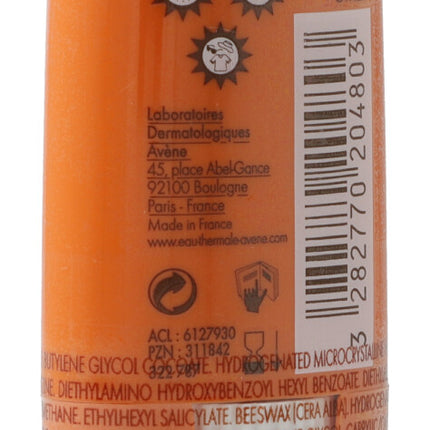 Laboratoires
Dermatologiques
Avène
45, place Abel-Gance
92100 Boulogne
Paris - France
Made in France
www.eau-thermale-avene.com
ACL : 6127930
PZN : 311842
3 282770 204803
BUTYLENE GLYCOL COCOATE, HYDROGENATED MICROCRYSTALLINE
DIETHYLAMINO HYDROXYBENZOYL HEXYL BENZOATE,
ETHYLHEXYL SALICYLATE. BEESWAX (CERA ALBA).